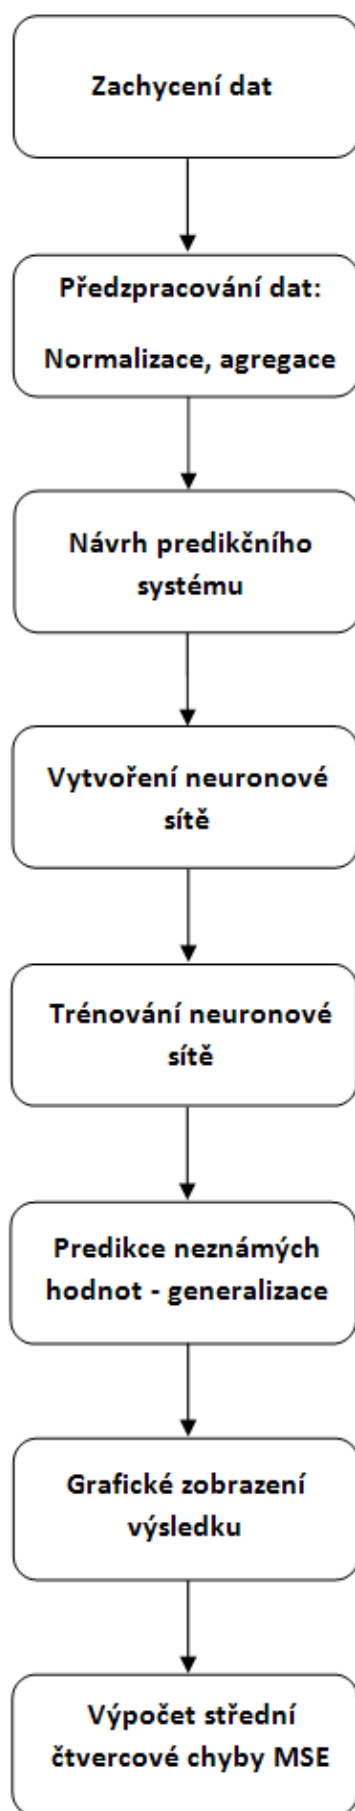 Zachycení dat
Předzpracování dat:
Normalizace, agregace
Návrh predikčního
systému
Vytvoření neuronové
sítě
Trénování neuronové
sítě
Predikce neznámých
hodnot - generalizace
Grafické zobrazení
výsledku
Výpočet střední
čtvercové chyby MSE